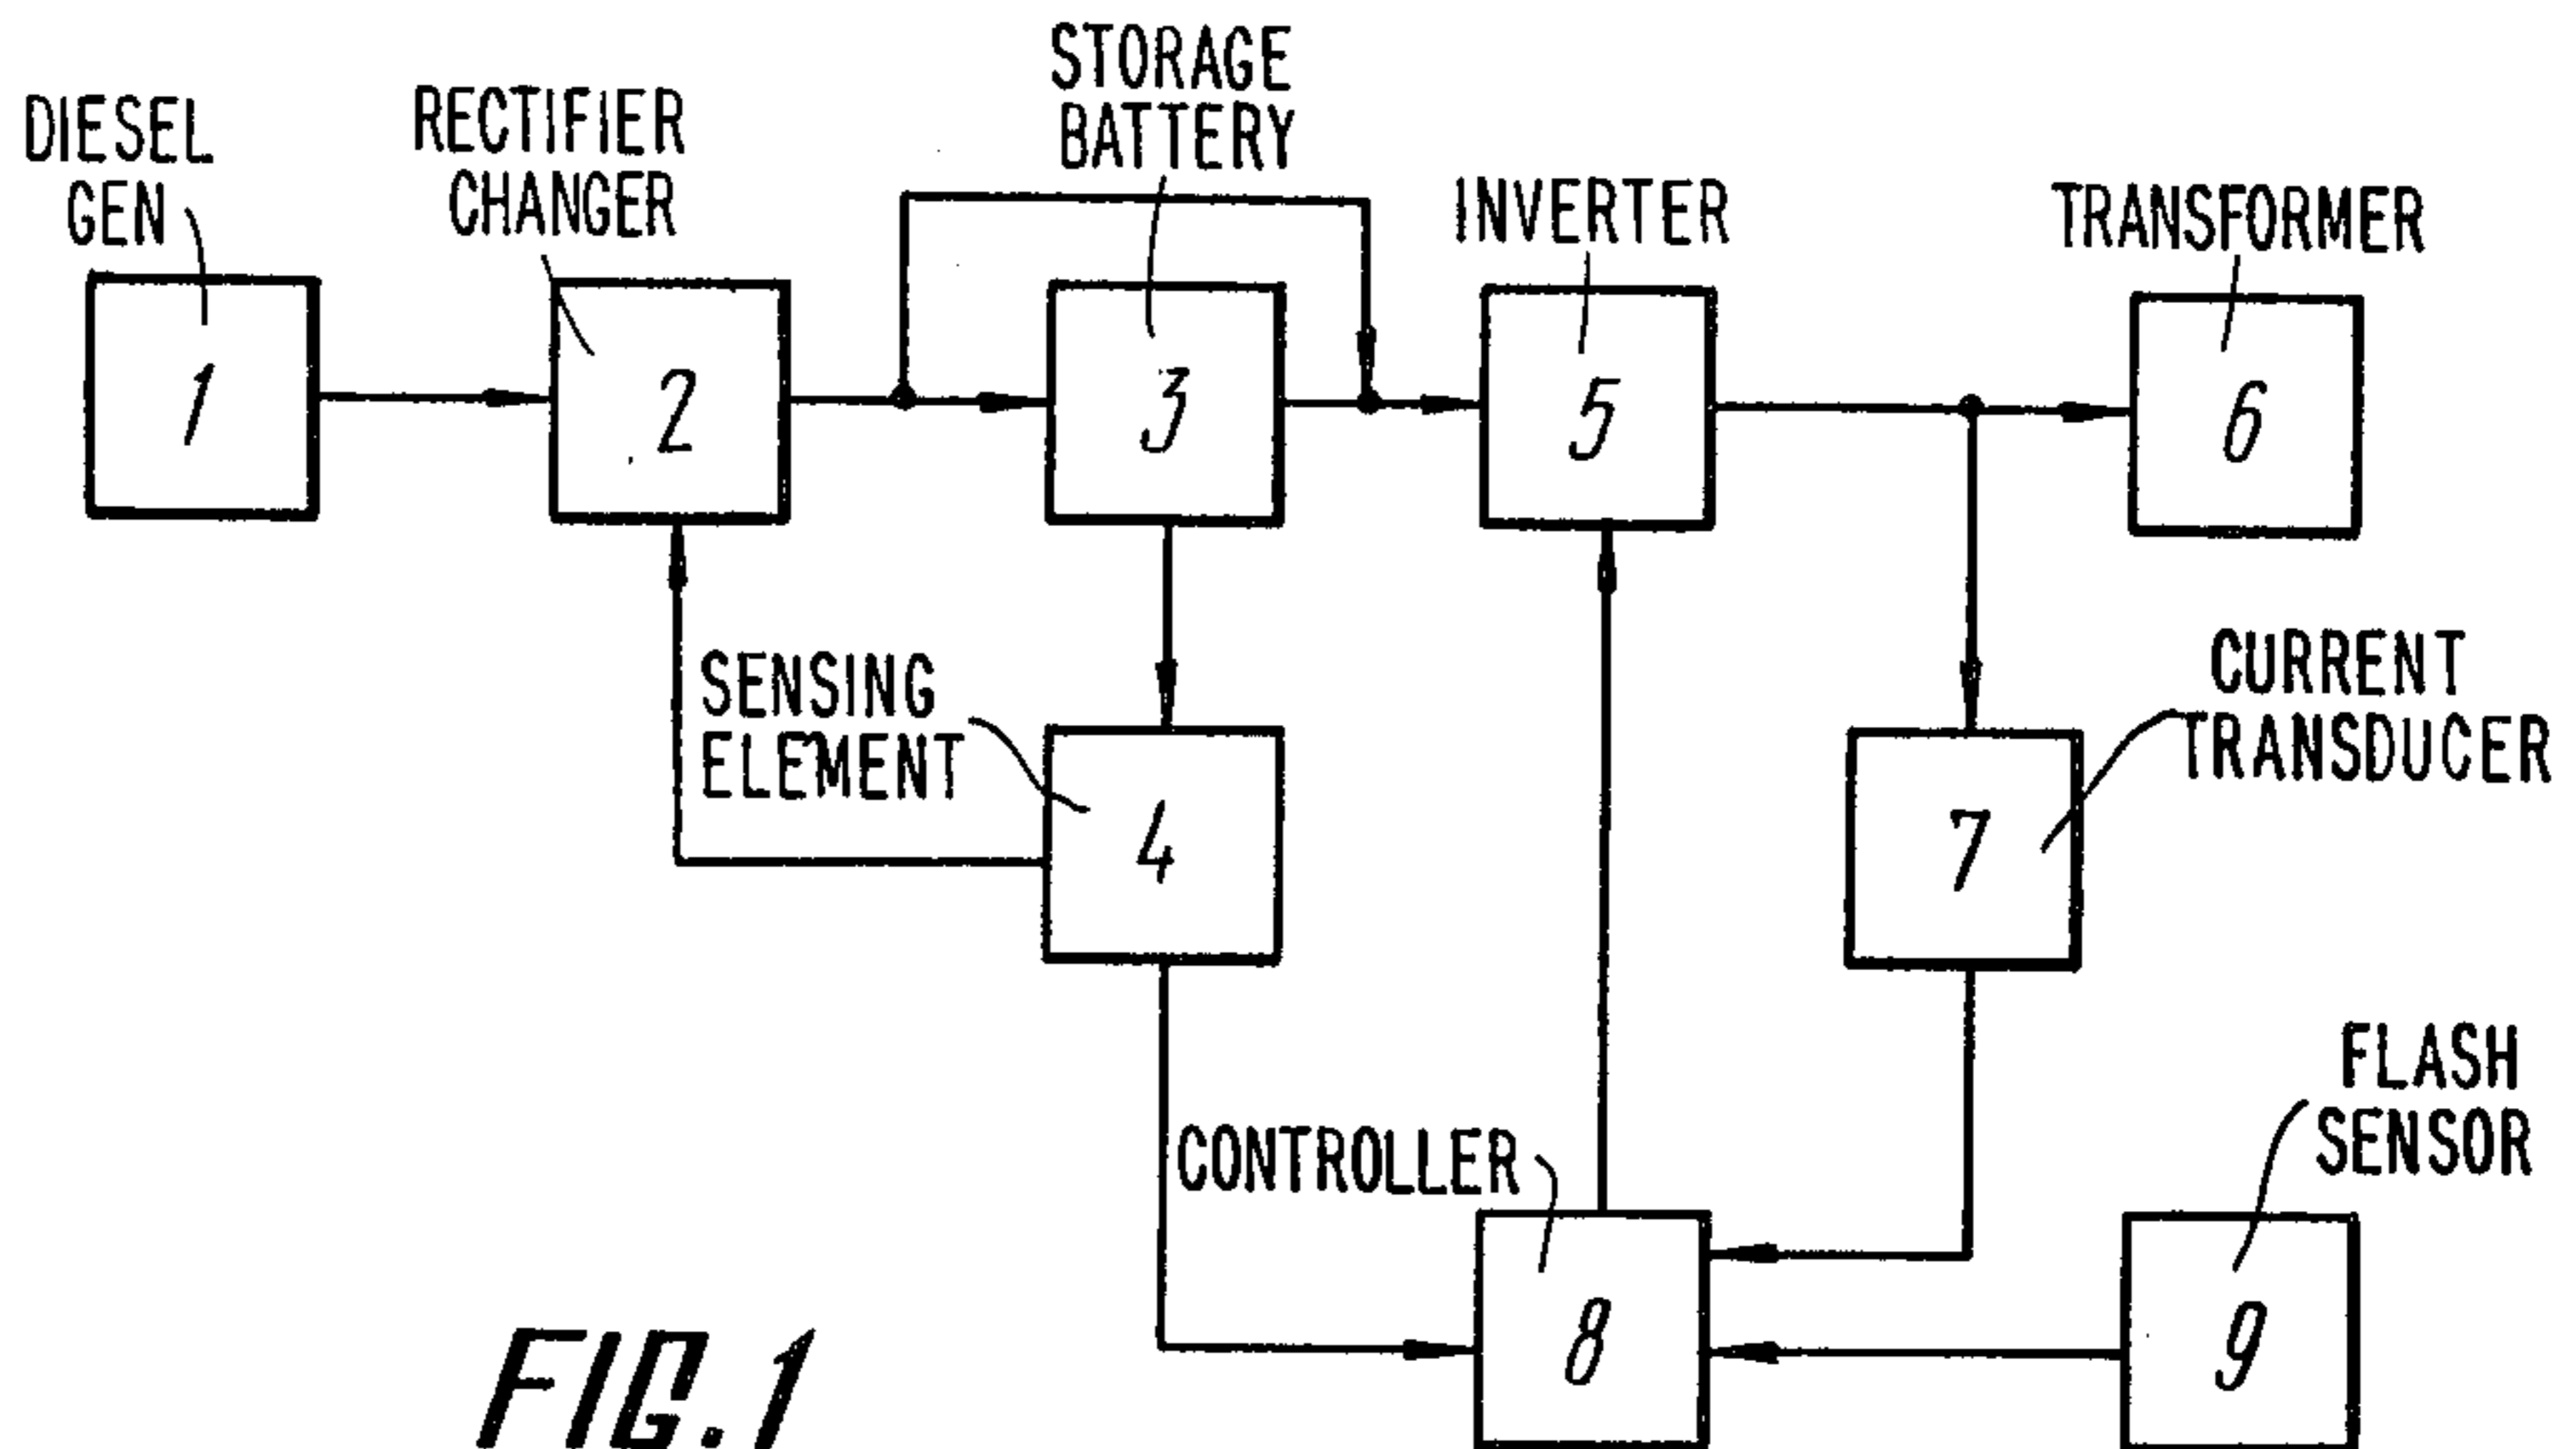 DIESEL
GEN
RECTIFIER
CHANGER
STORAGE
BATTERY
INVERTER
TRANSFORMER
1
2
3
5
6
SENSING
ELEMENT
4
CURRENT
TRANSDUCER
7
CONTROLLER
8
FLASH
SENSOR
9
FIG.1